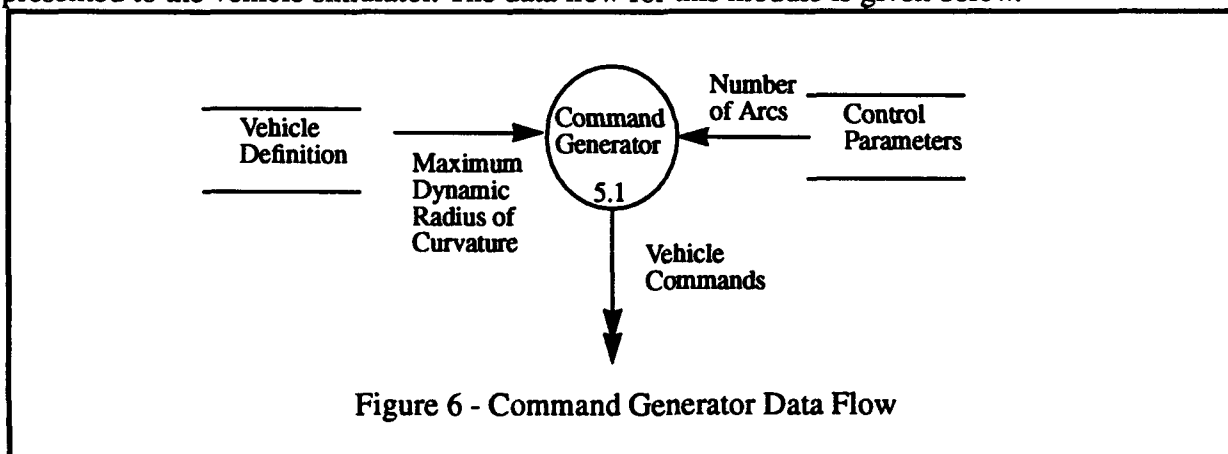 presented to the vehicle simulator. The data flow for this module is given below.
Vehicle
Definition
Maximum
Dynamic
Radius of
Curvature
Command
Generator
5.1
Number
of Arcs
Control
Parameters
Vehicle
Commands
Figure 6 - Command Generator Data Flow